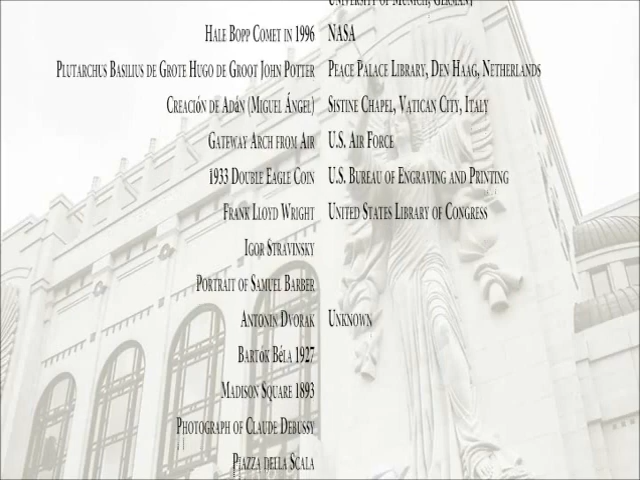 University of Munich, Germany
Hale Bopp Comet in 1996 NASA
Plutarchus Basilius de Grote Hugo de Groot John Potter Peace Palace Library, Den Haag, Netherlands
Creación de Adán (Miguel Ángel) Sistine Chapel, Vatican City, Italy
Gateway Arch from Air U.S. Air Force
1933 Double Eagle Coin U.S. Bureau of Engraving and Printing
Frank Lloyd Wright United States Library of Congress
Igor Stravinsky
Portrait of Samuel Barber
Antonin Dvorak Unknown
Bartók Béla 1927
Madison Square 1893
Photograph of Claude Debussy
Piazza della Scala